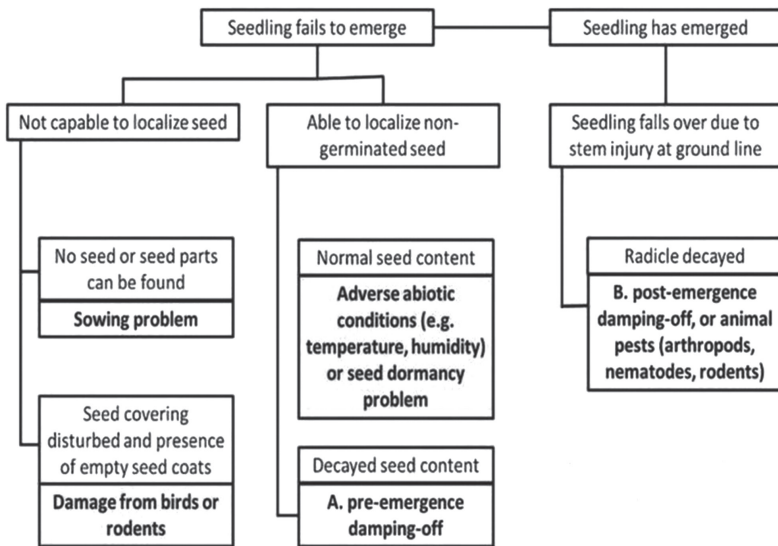 Seedling fails to emerge
Seedling has emerged
Not capable to localize seed
Able to localize non-
germinated seed
Seedling falls over due to
stem injury at ground line
No seed or seed parts
can be found
Sowing problem
Normal seed content
Adverse abiotic
conditions (e.g.
temperature, humidity)
or seed dormancy
problem
Radicle decayed
B. post-emergence
damping-off, or animal
pests (arthropods,
nematodes, rodents)
Seed covering
disturbed and presence
of empty seed coats
Damage from birds or
rodents
Decayed seed content
A. pre-emergence
damping-off